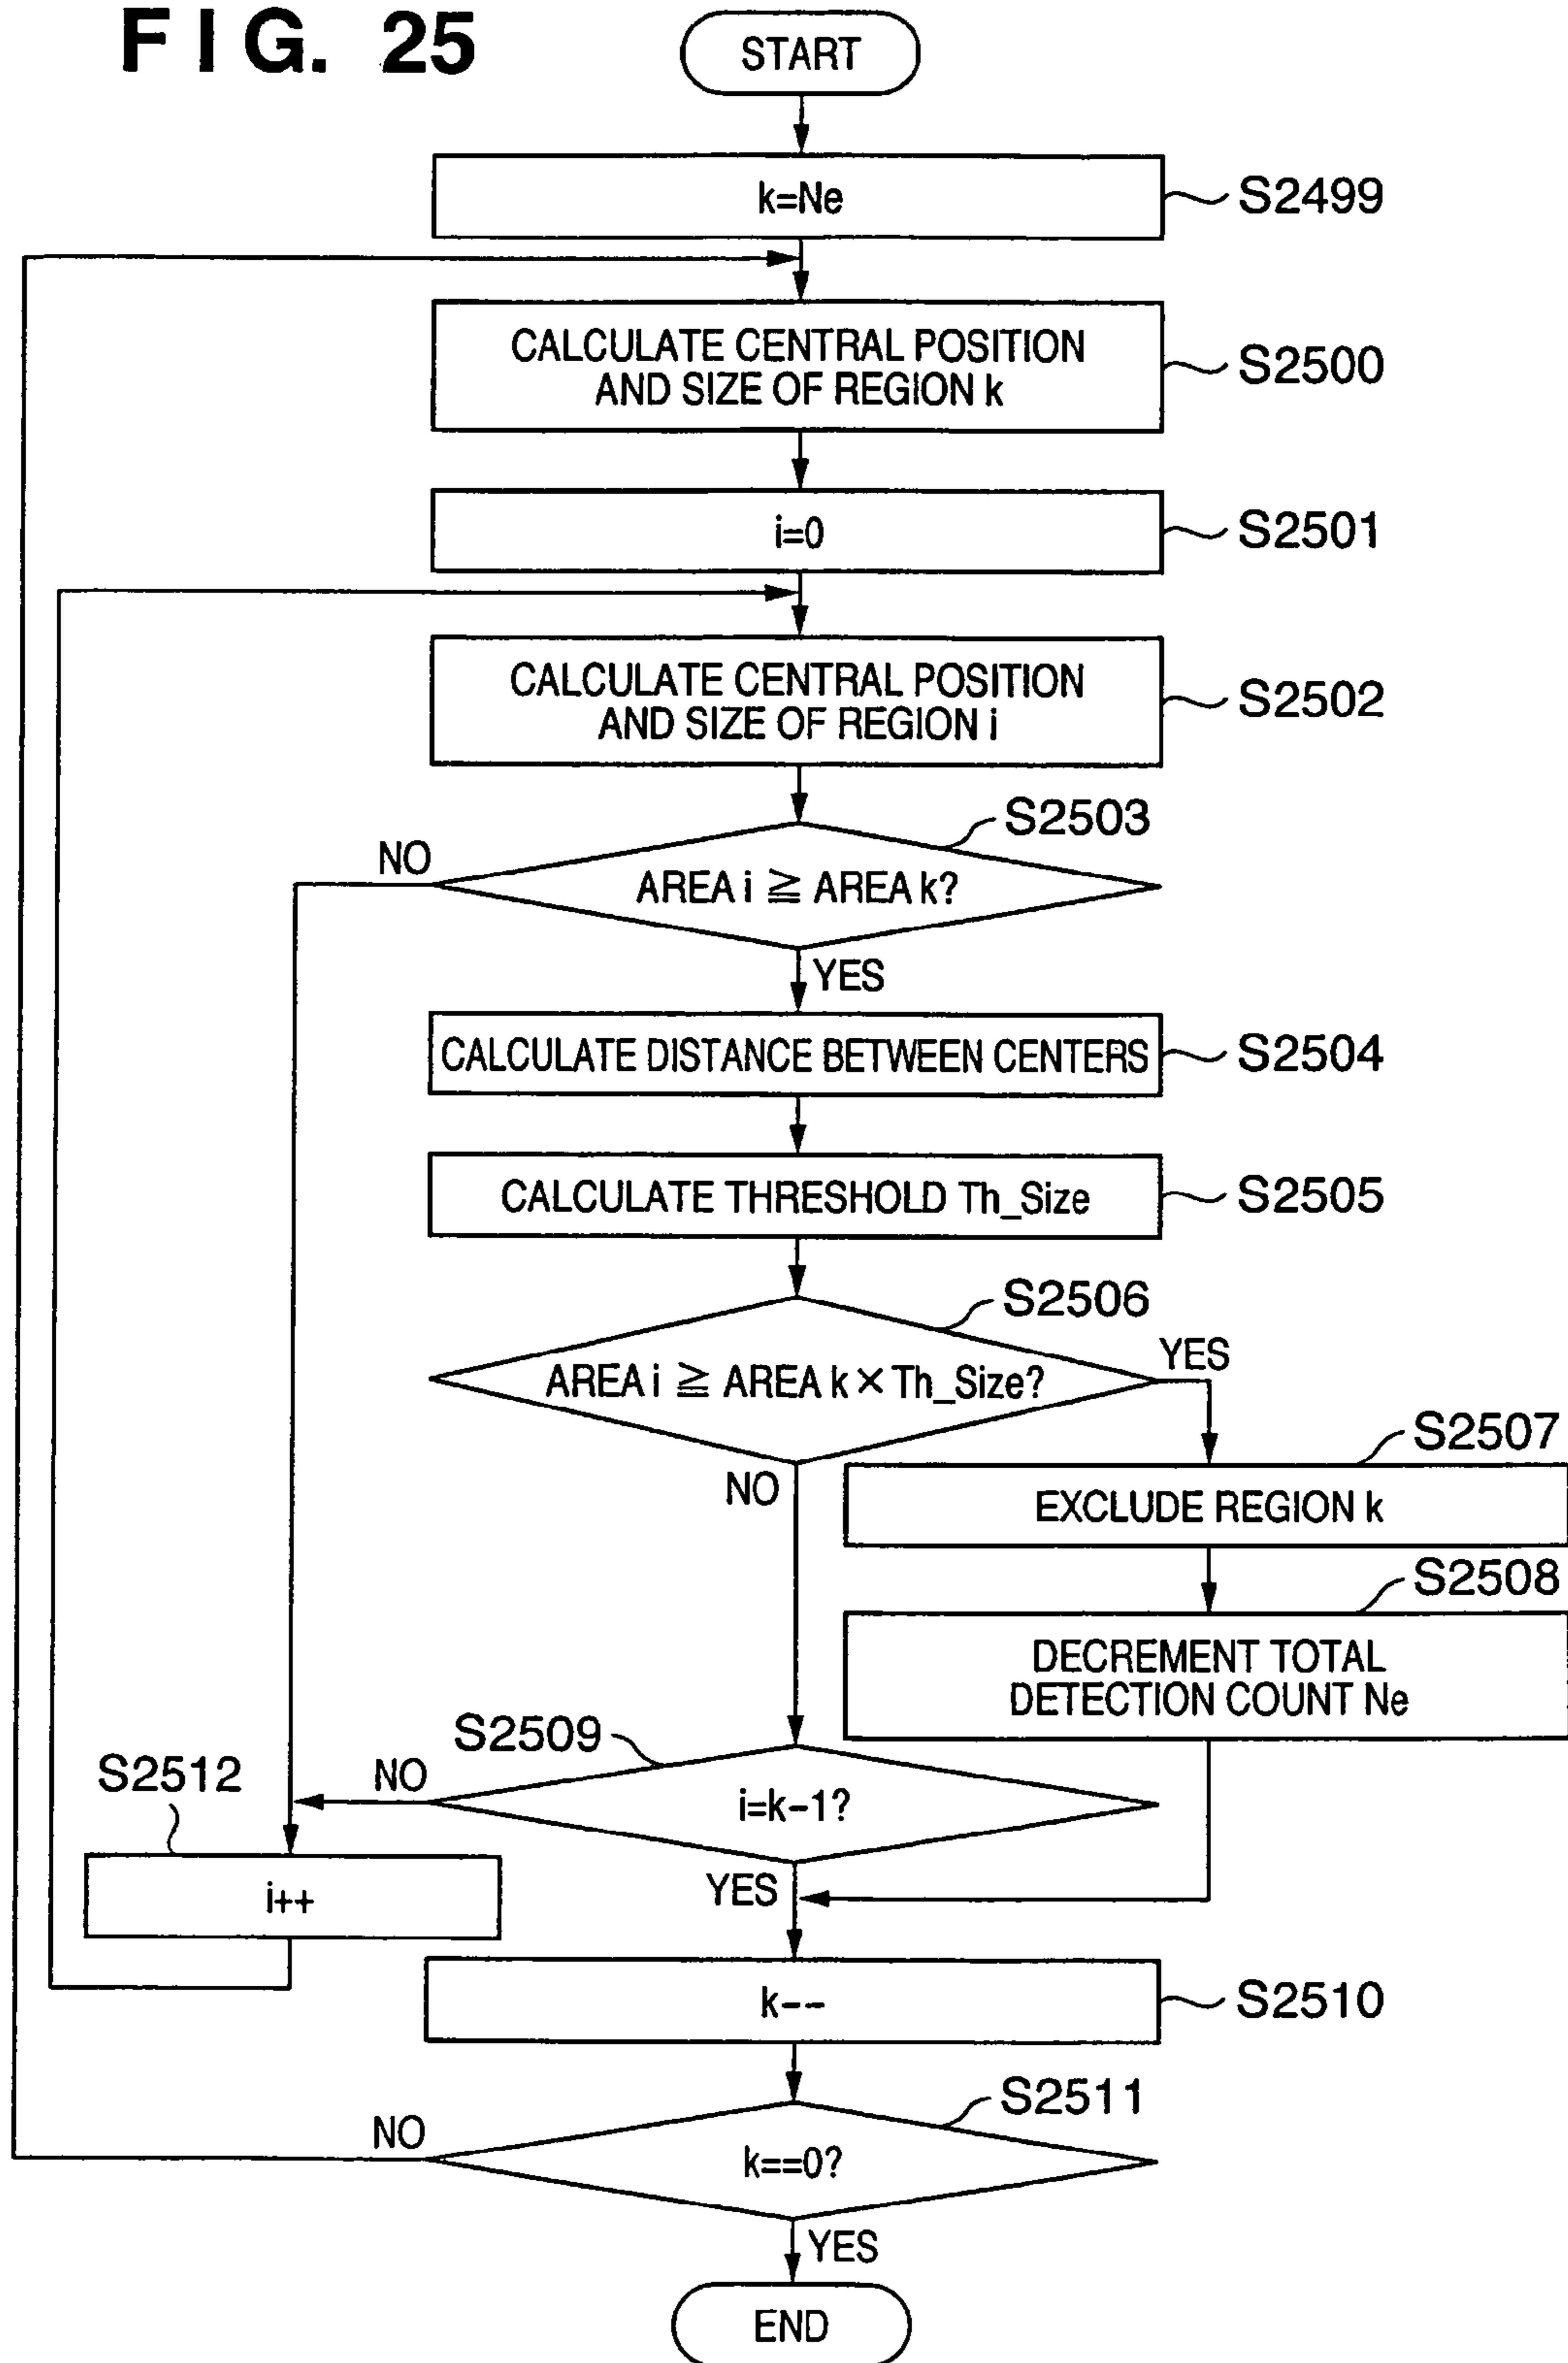 FIG. 25
START
k=Ne
S2499
CALCULATE CENTRAL POSITION
AND SIZE OF REGION k
S2500
i=0
S2501
CALCULATE CENTRAL POSITION
AND SIZE OF REGION i
S2502
S2503
NO
AREA i ≧ AREA k?
YES
CALCULATE DISTANCE BETWEEN CENTERS
S2504
CALCULATE THRESHOLD Th_Size
S2505
S2506
AREA i ≧ AREA k × Th_Size?
YES
NO
S2507
EXCLUDE REGION k
S2508
DECREMENT TOTAL
DETECTION COUNT Ne
S2509
NO
i=k-1?
YES
S2512
i++
k--
S2510
S2511
NO
k==0?
YES
END